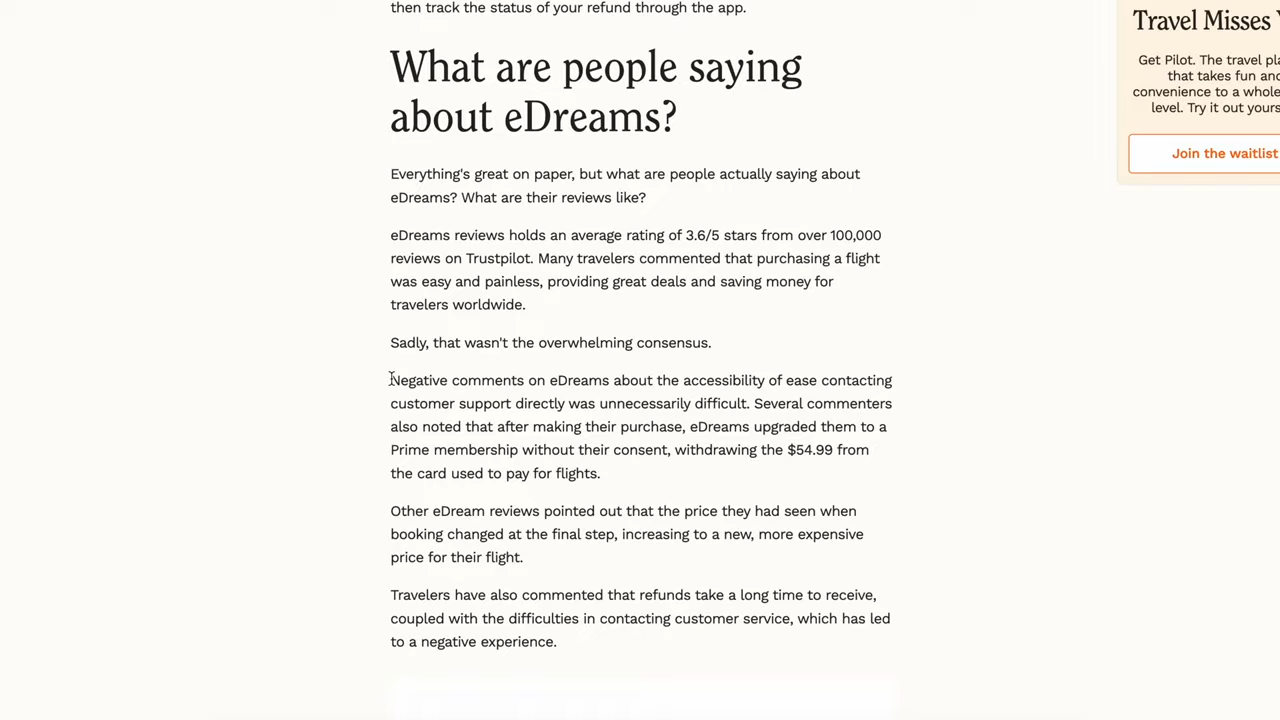 then track the status of your refund through the app.
What are people saying
about eDreams?
Everything's great on paper, but what are people actually saying about
eDreams? What are their reviews like?
eDreams reviews holds an average rating of 3.6/5 stars from over 100,000
reviews on Trustpilot. Many travelers commented that purchasing a flight
was easy and painless, providing great deals and saving money for
travelers worldwide.
Sadly, that wasn't the overwhelming consensus.
Negative comments on eDreams about the accessibility of ease contacting
customer support directly was unnecessarily difficult. Several commenters
also noted that after making their purchase, eDreams upgraded them to a
Prime membership without their consent, withdrawing the $54.99 from
the card used to pay for flights.
Other eDream reviews pointed out that the price they had seen when
booking changed at the final step, increasing to a new, more expensive
price for their flight.
Travelers have also commented that refunds take a long time to receive,
coupled with the difficulties in contacting customer service, which has led
to a negative experience.
Travel Misses
Get Pilot. The travel pla
that takes fun and
convenience to a whole
level. Try it out yours
Join the waitlist